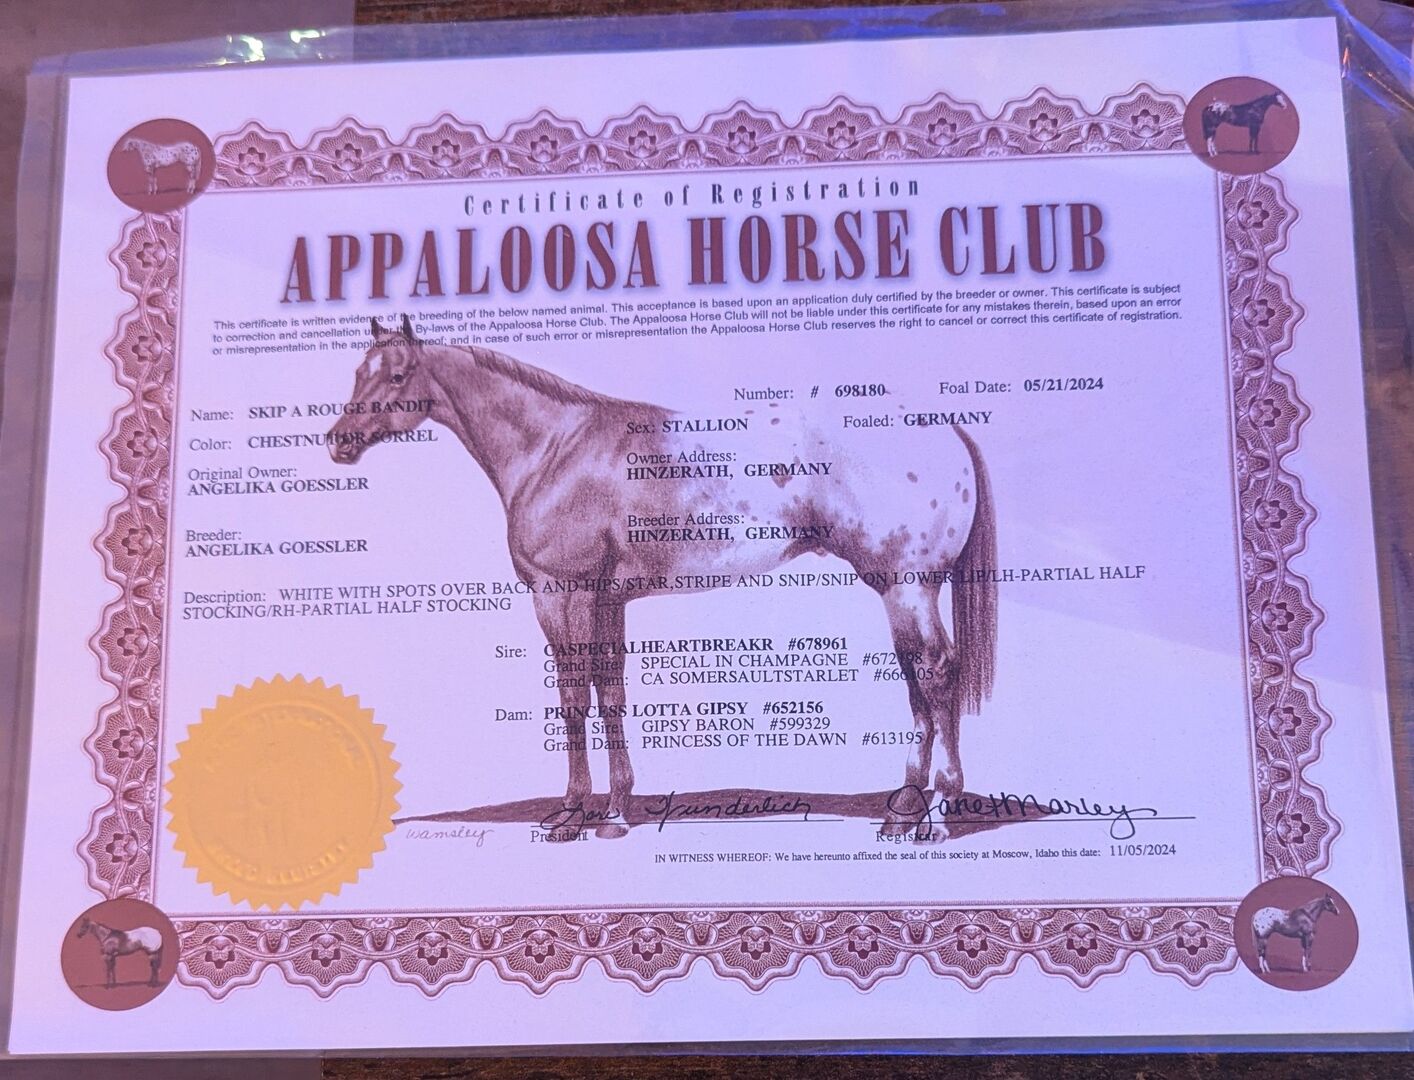 Certificate of Registration
APPALOOSA HORSE CLUB
This certificate is written evidence of the breeding of the below named animal. This acceptance is based upon an application duly certified by the breeder or owner. This certificate is subject
to correction and cancellation under the By-laws of the Appaloosa Horse Club. The Appaloosa Horse Club will not be liable under this certificate for any mistakes therein, based upon an error
or misrepresentation in the application thereof; and in case of such error or misrepresentation the Appaloosa Horse Club reserves the right to cancel or correct this certificate of registration.
Number: # 698180 Foal Date: 05/21/2024
Name: SKIP A ROUGE BANDIT
Sex: STALLION Foaled: GERMANY
Color: CHESTNUT OR SORREL
Original Owner: Owner Address:
ANGELIKA GOESSLER HINZERATH, GERMANY
Breeder: Breeder Address:
ANGELIKA GOESSLER HINZERATH, GERMANY
Description: WHITE WITH SPOTS OVER BACK AND HIPS/STAR,STRIPE AND SNIP/SNIP ON LOWER LIP/LH-PARTIAL HALF
STOCKING/RH-PARTIAL HALF STOCKING
Sire: CASPECIALHEARTBREAKR #678961
Grand Sire: SPECIAL IN CHAMPAGNE
Grand Dam: CA SOMERSAULTSTARLET
Dam: PRINCESS LOTTA GIPSY #652156
Grand Sire: GIPSY BARON #599329
Grand Dam: PRINCESS OF THE DAWN #613195
Wamsley
Lori Wunderlich Janet Marley
President Registrar
IN WITNESS WHEREOF: We have hereunto affixed the seal of this society at Moscow, Idaho this date: 11/05/2024